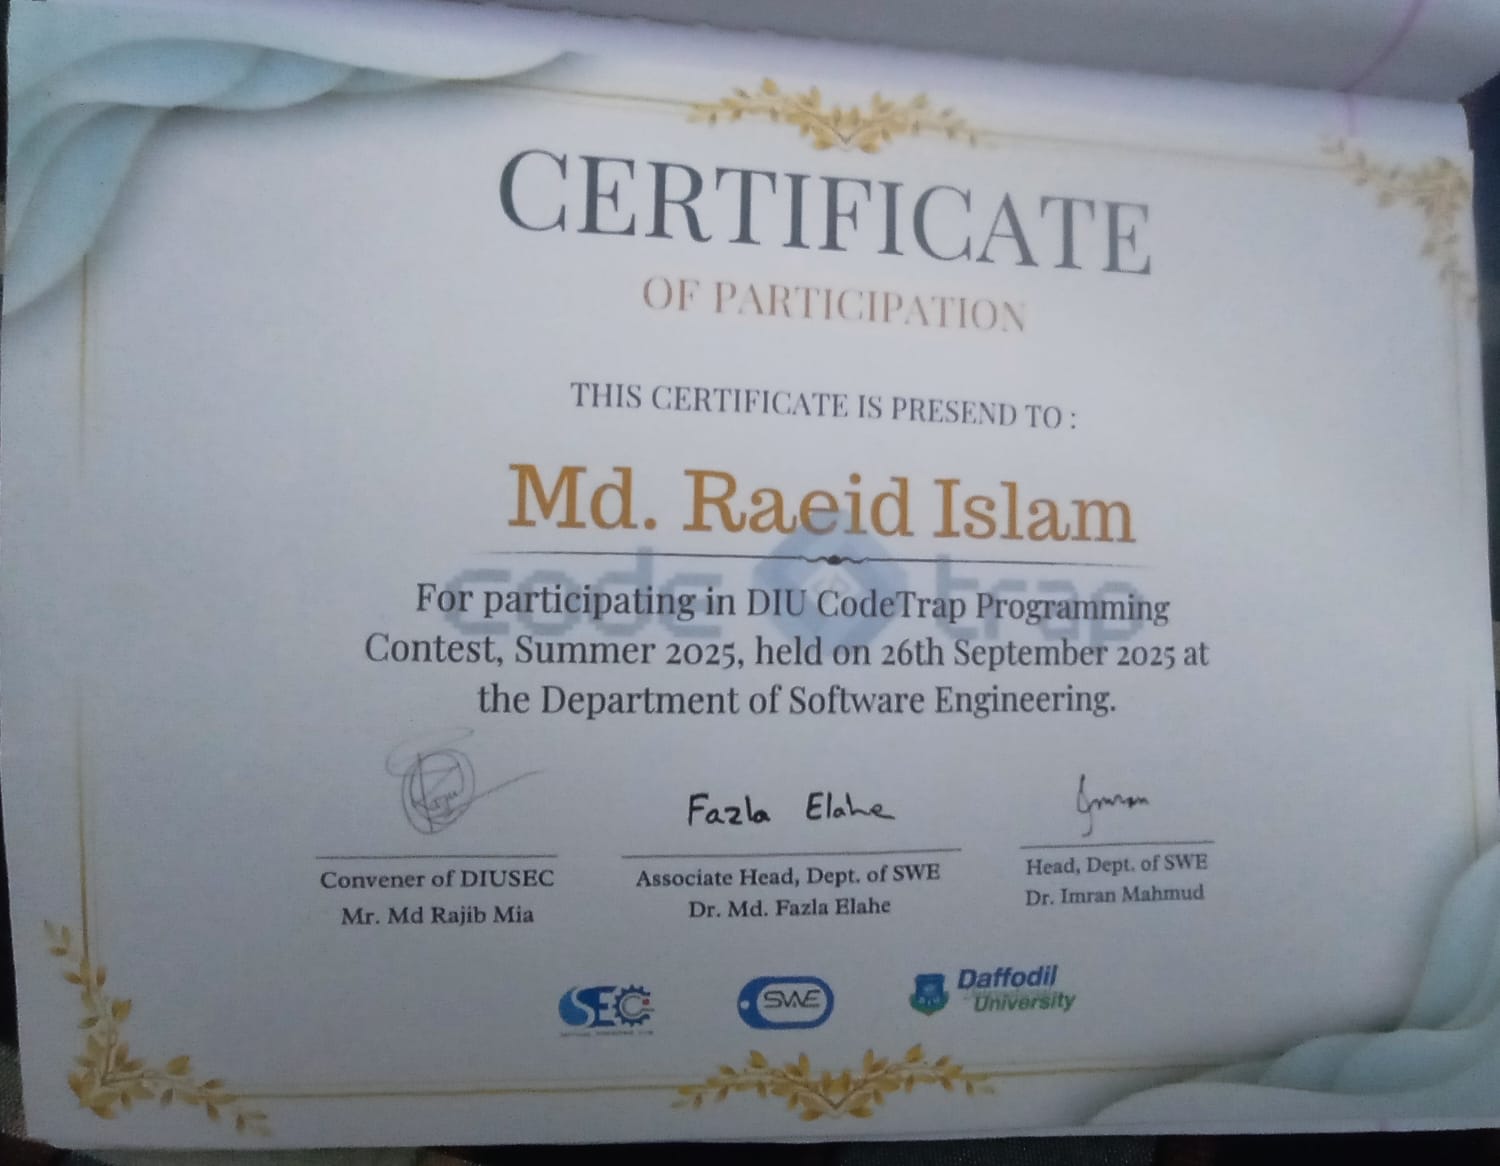 CERTIFICATE
OF PARTICIPATION
THIS CERTIFICATE IS PRESEND TO :
Md. Raeid Islam
code trap
For participating in DIU CodeTrap Programming
Contest, Summer 2025, held on 26th September 2025 at
the Department of Software Engineering.
Fazla Elahe
Imran
Convener of DIUSEC
Mr. Md Rajib Mia
Associate Head, Dept. of SWE
Dr. Md. Fazla Elahe
Head, Dept. of SWE
Dr. Imran Mahmud
SEC
SWE
Daffodil
University